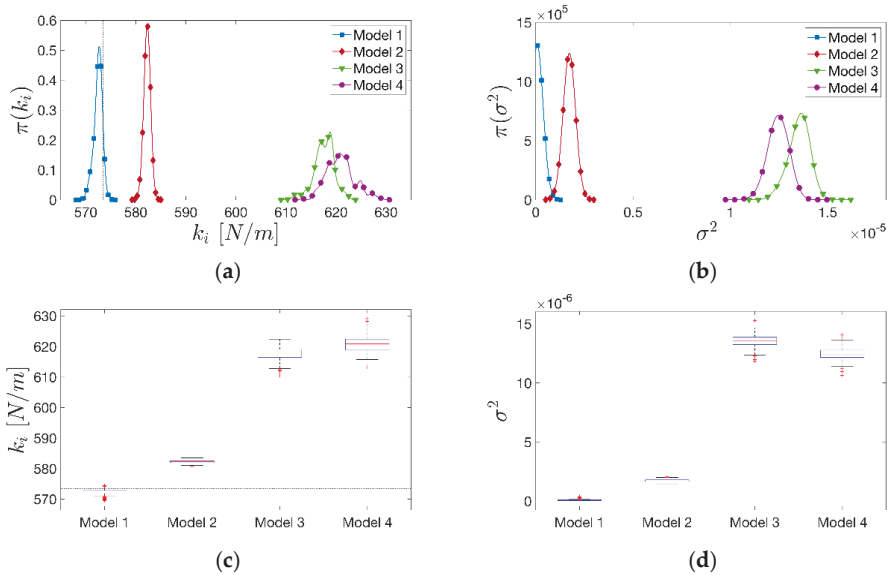 0.6
0.5
0.4
0.3
0.2
0.1
0
570 580 590 600 610 620 630
π(k_i)
k_i [N/m]
Model 1
Model 2
Model 3
Model 4
(a)
×10^5
15
10
5
0
0 0.5 1 1.5
×10^-5
π(σ^2)
σ^2
Model 1
Model 2
Model 3
Model 4
(b)
630
620
610
600
590
580
570
k_i [N/m]
Model 1 Model 2 Model 3 Model 4
(c)
×10^-6
15
10
5
0
σ^2
Model 1 Model 2 Model 3 Model 4
(d)